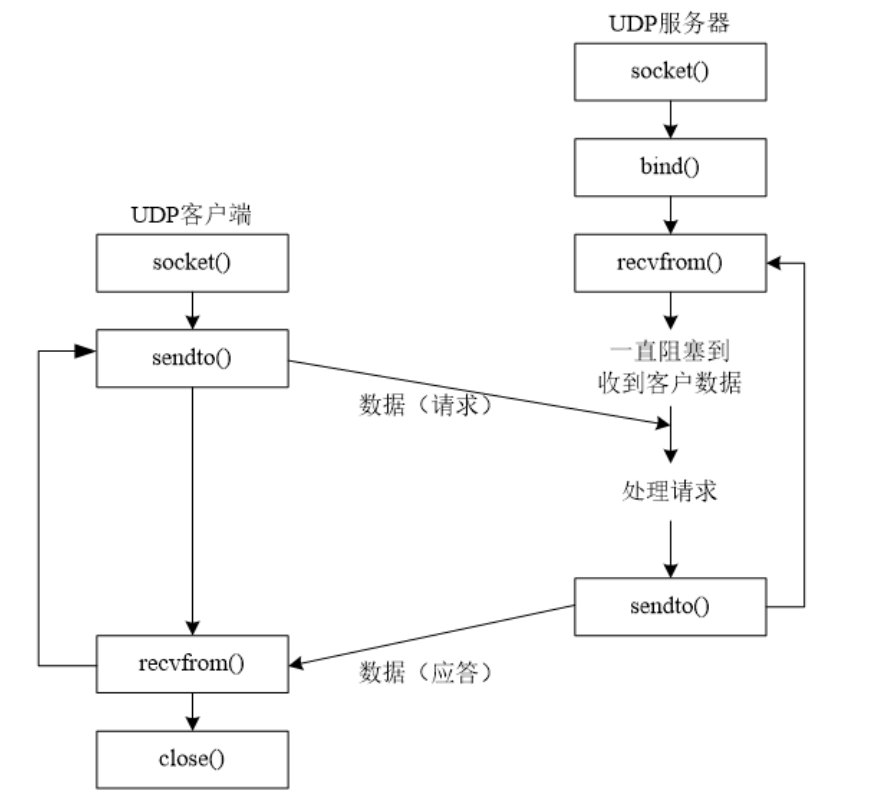 UDP服务器
socket()
bind()
recvfrom()
一直阻塞到
收到客户数据
处理请求
sendto()
UDP客户端
socket()
sendto()
数据（请求）
recvfrom()
数据（应答）
close()